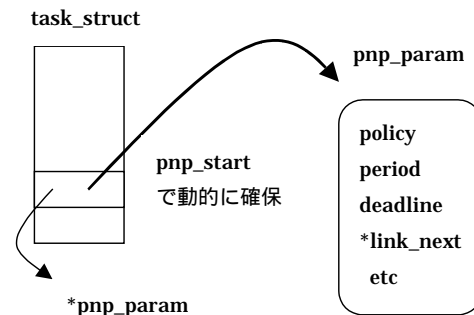 task_struct
pnp_param
pnp_start
で動的に確保
policy
period
deadline
*link_next
etc
*pnp_param